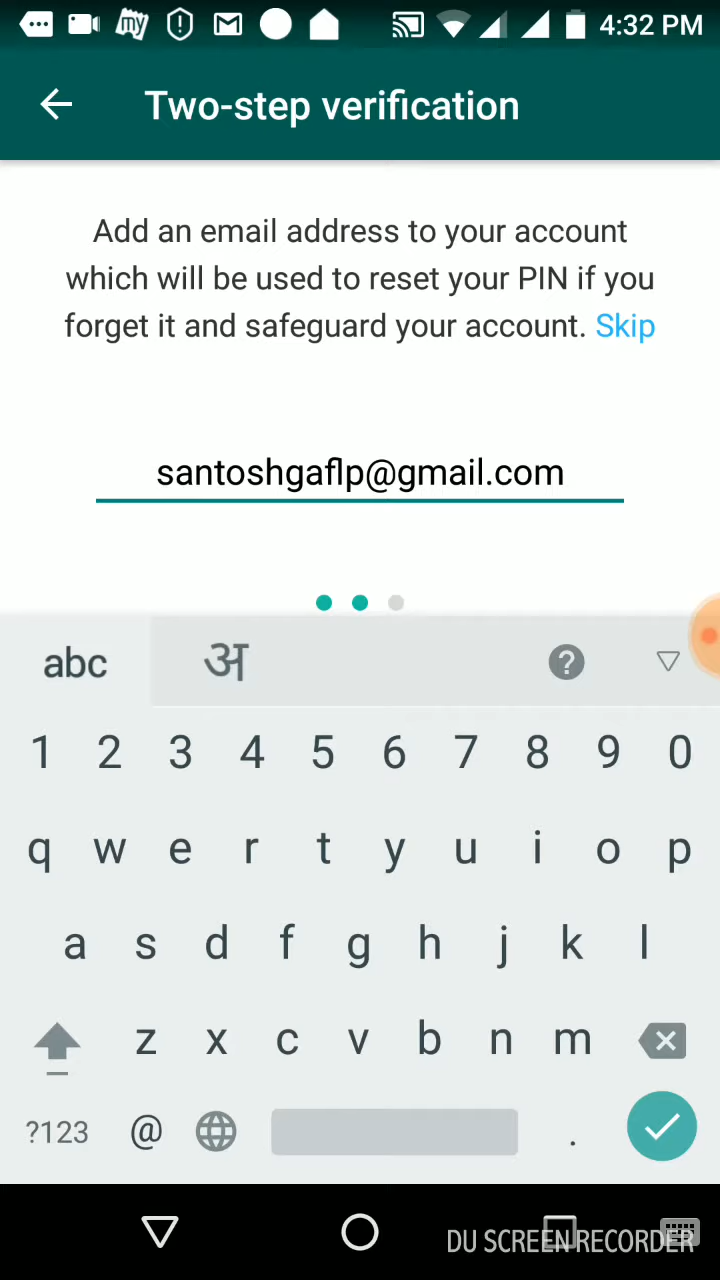 my 4:32 PM
Two-step verification
Add an email address to your account
which will be used to reset your PIN if you
forget it and safeguard your account. Skip
santoshgaflp@gmail.com
abc अ ?
1 2 3 4 5 6 7 8 9 0
q w e r t y u i o p
a s d f g h j k l
z x c v b n m
?123 @ .
DU SCREEN RECORDER